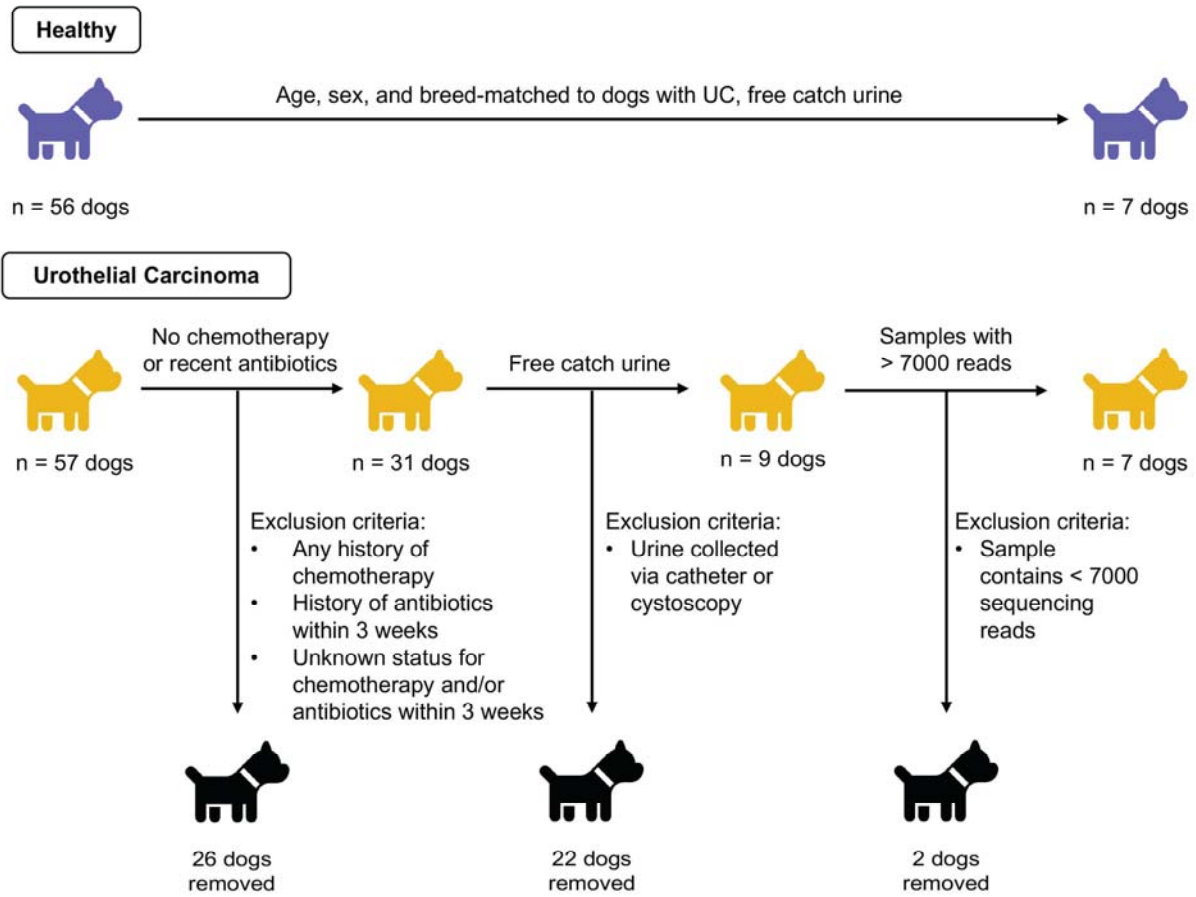 Healthy
Age, sex, and breed-matched to dogs with UC, free catch urine
n = 56 dogs
n = 7 dogs
Urothelial Carcinoma
No chemotherapy
or recent antibiotics
Free catch urine
Samples with
> 7000 reads
n = 57 dogs
n = 31 dogs
n = 9 dogs
n = 7 dogs
Exclusion criteria:
• Any history of
chemotherapy
• History of antibiotics
within 3 weeks
• Unknown status for
chemotherapy and/or
antibiotics within 3 weeks
Exclusion criteria:
• Urine collected
via catheter or
cystoscopy
Exclusion criteria:
• Sample
contains < 7000
sequencing
reads
26 dogs
removed
22 dogs
removed
2 dogs
removed